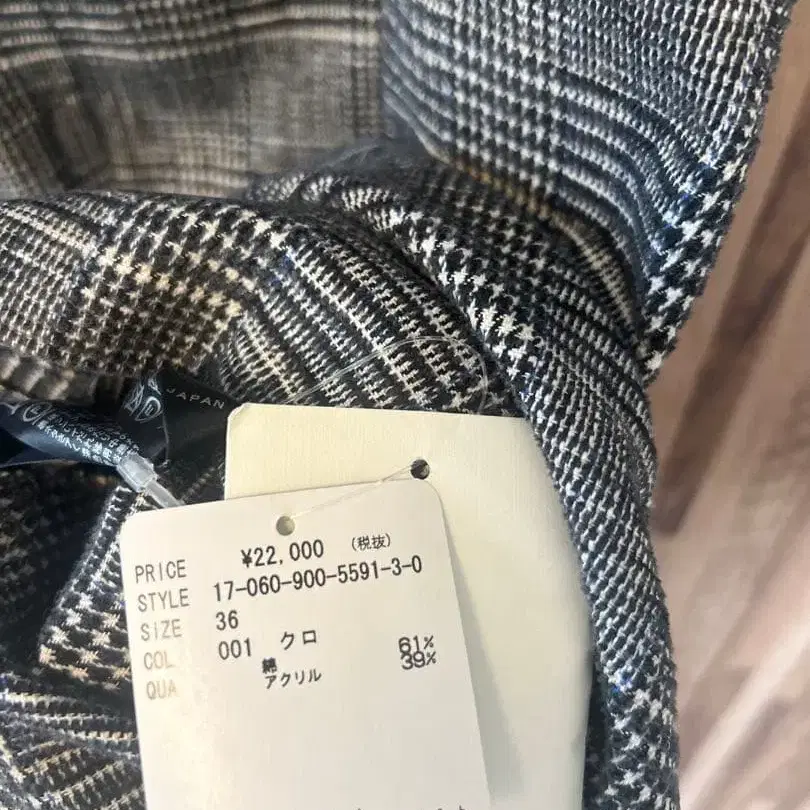 JAPAN
PRICE ¥22,000 (税抜)
STYLE 17-060-900-5591-3-0
SIZE 36
COL 001 クロ
QUA 綿 61%
アクリル 39%